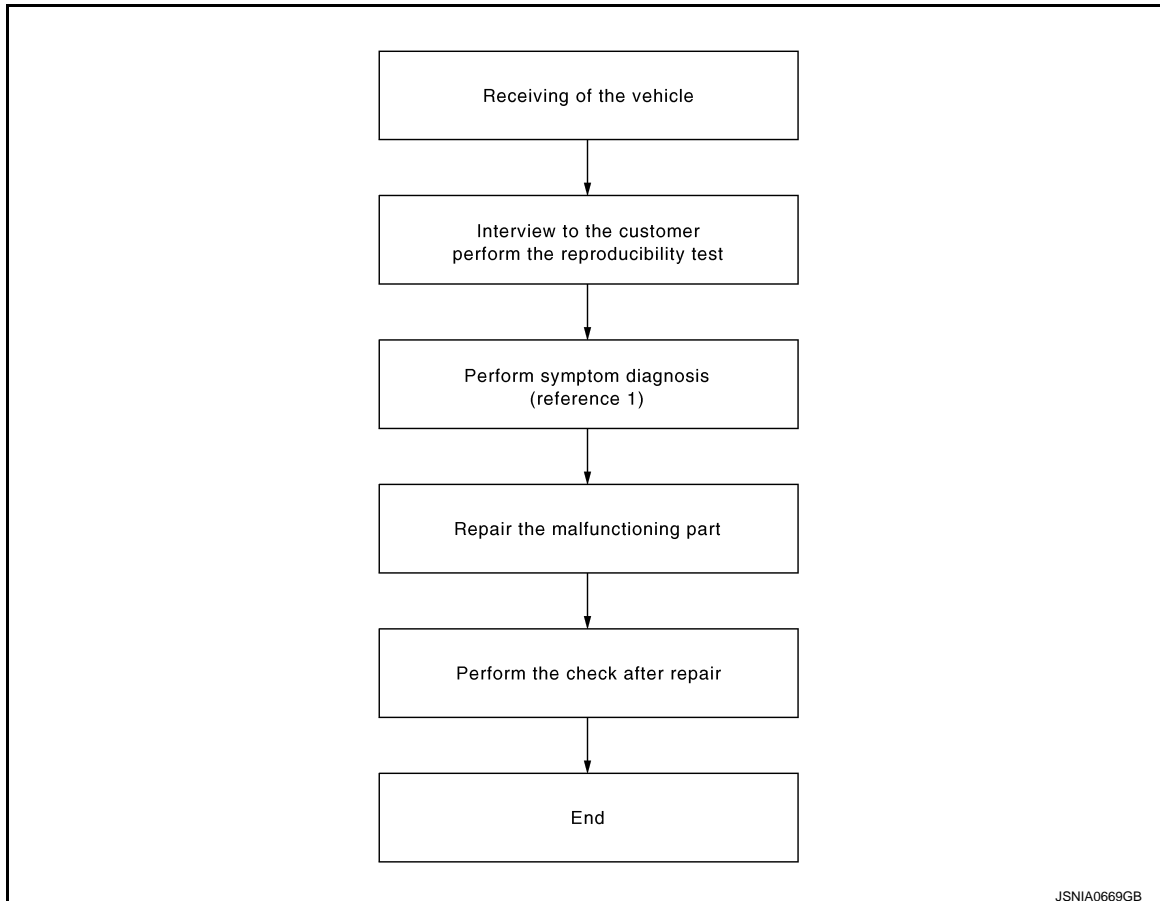 Receiving of the vehicle
Interview to the customer
perform the reproducibility test
Perform symptom diagnosis
(reference 1)
Repair the malfunctioning part
Perform the check after repair
End
JSNIA0669GB